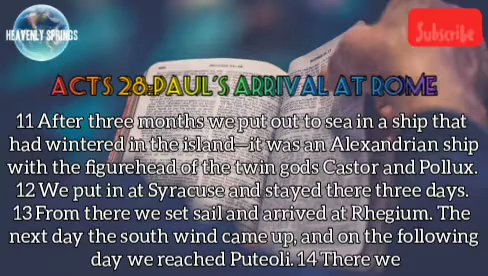 HEAVENLY SPRINGS
Subscribe
ACTS 28:PAUL'S ARRIVAL AT ROME
11 After three months we put out to sea in a ship that
had wintered in the island—it was an Alexandrian ship
with the figurehead of the twin gods Castor and Pollux.
12 We put in at Syracuse and stayed there three days.
13 From there we set sail and arrived at Rhegium. The
next day the south wind came up, and on the following
day we reached Puteoli. 14 There we